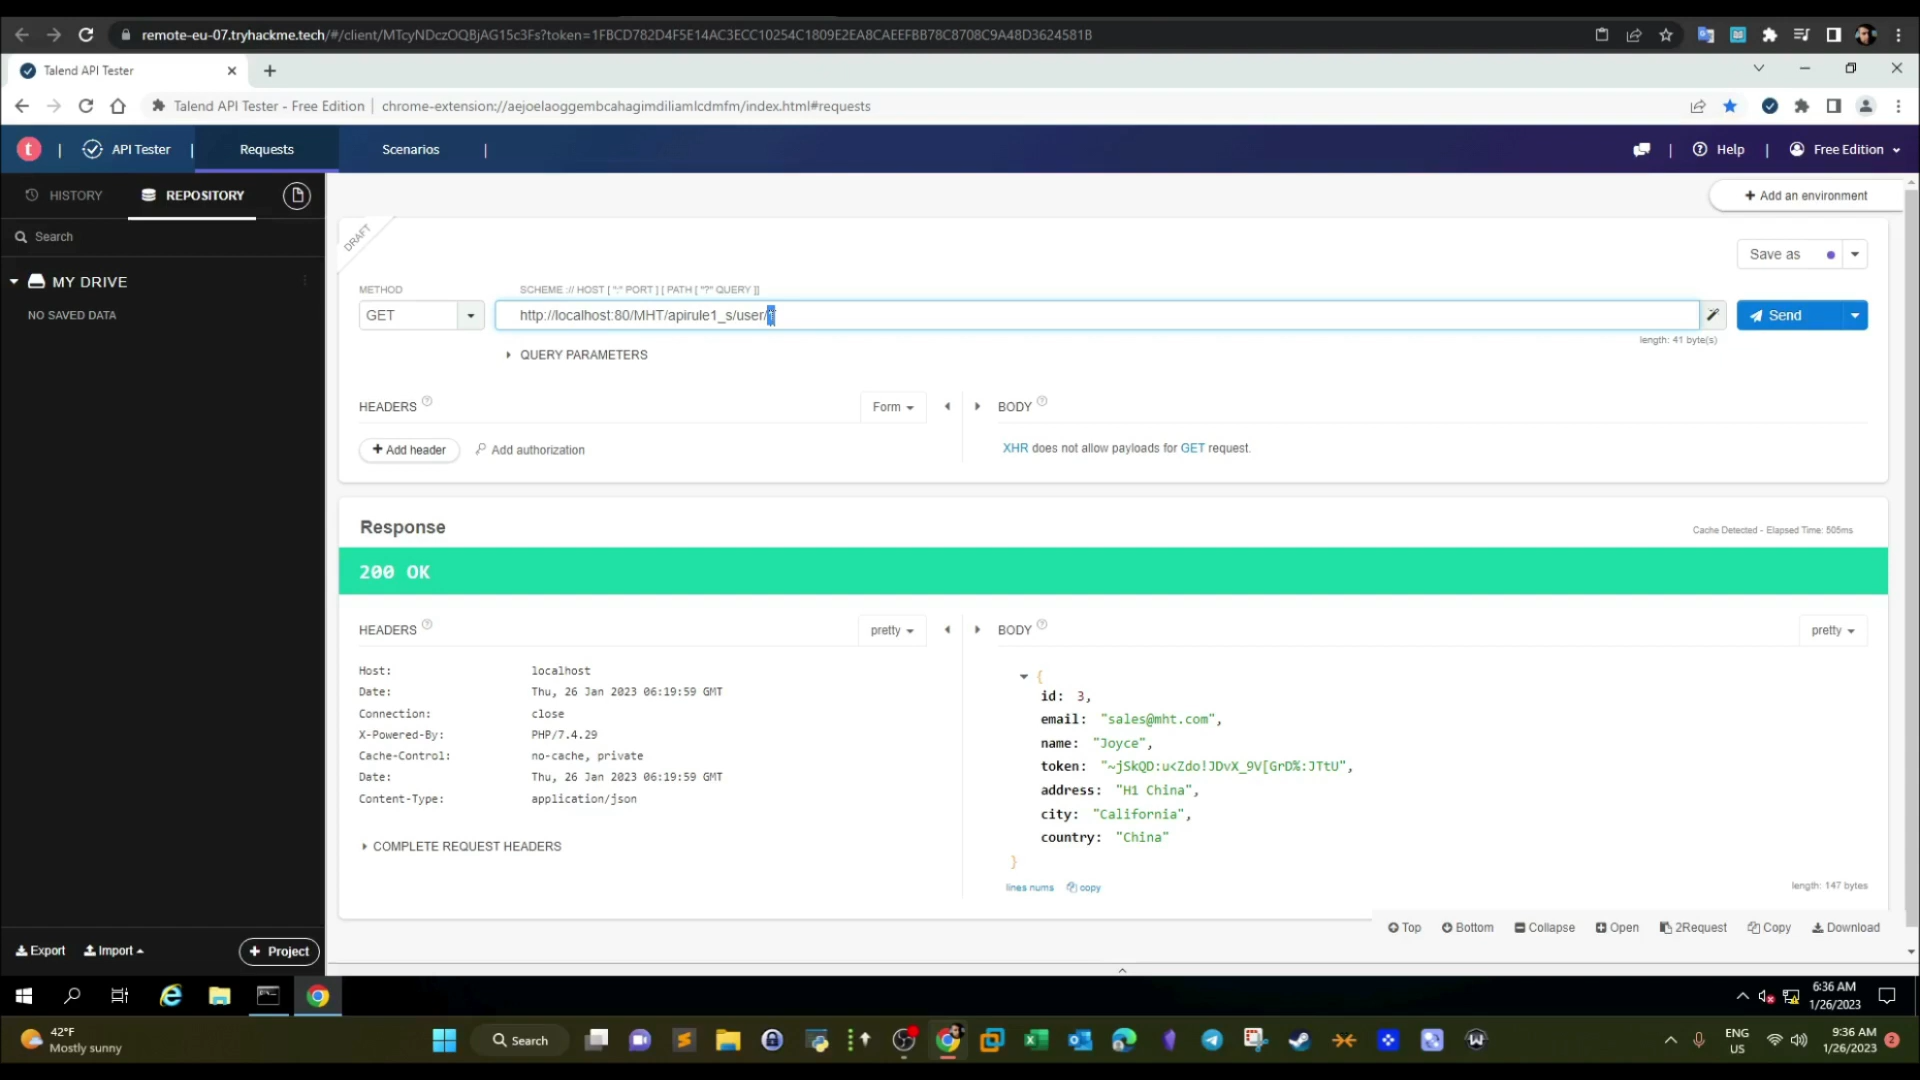 remote-eu-07.tryhackme.tech/#/client/MTcyNDczOQBjAG15c3Fs?token=1FBCD782D4F5E14AC3ECC10254C1809E2EA8CAEEFBB78C8708C9A48D3624581B
Talend API Tester
Talend API Tester - Free Edition | chrome-extension://aejoelaoggembcahagimdiliamlcdmfm/index.html#requests
t | API Tester | Requests Scenarios | | Help | Free Edition
HISTORY REPOSITORY
+ Add an environment
Search
DRAFT
Save as
MY DRIVE
METHOD SCHEME :// HOST [ ":" PORT ] [ PATH [ "?" QUERY ]]
NO SAVED DATA
GET http://localhost:80/MHT/apirule1_s/user/ Send
length: 41 byte(s)
QUERY PARAMETERS
HEADERS Form BODY
+ Add header Add authorization XHR does not allow payloads for GET request.
Response Cache Detected - Elapsed Time: 505ms
200 OK
HEADERS pretty BODY pretty
Host: localhost
Date: Thu, 26 Jan 2023 06:19:59 GMT
Connection: close
X-Powered-By: PHP/7.4.29
Cache-Control: no-cache, private
Date: Thu, 26 Jan 2023 06:19:59 GMT
Content-Type: application/json
COMPLETE REQUEST HEADERS
{
id: 3,
email: "sales@mht.com",
name: "Joyce",
token: "~jSkQD:u<Zdo!JDvX_9V[GrD%:JTtU",
address: "H1 China",
city: "California",
country: "China"
}
lines nums copy length: 147 bytes
Top Bottom Collapse Open 2Request Copy Download
Export Import + Project
6:36 AM
1/26/2023
42°F
Mostly sunny
Search
ENG
US
9:36 AM
1/26/2023
2